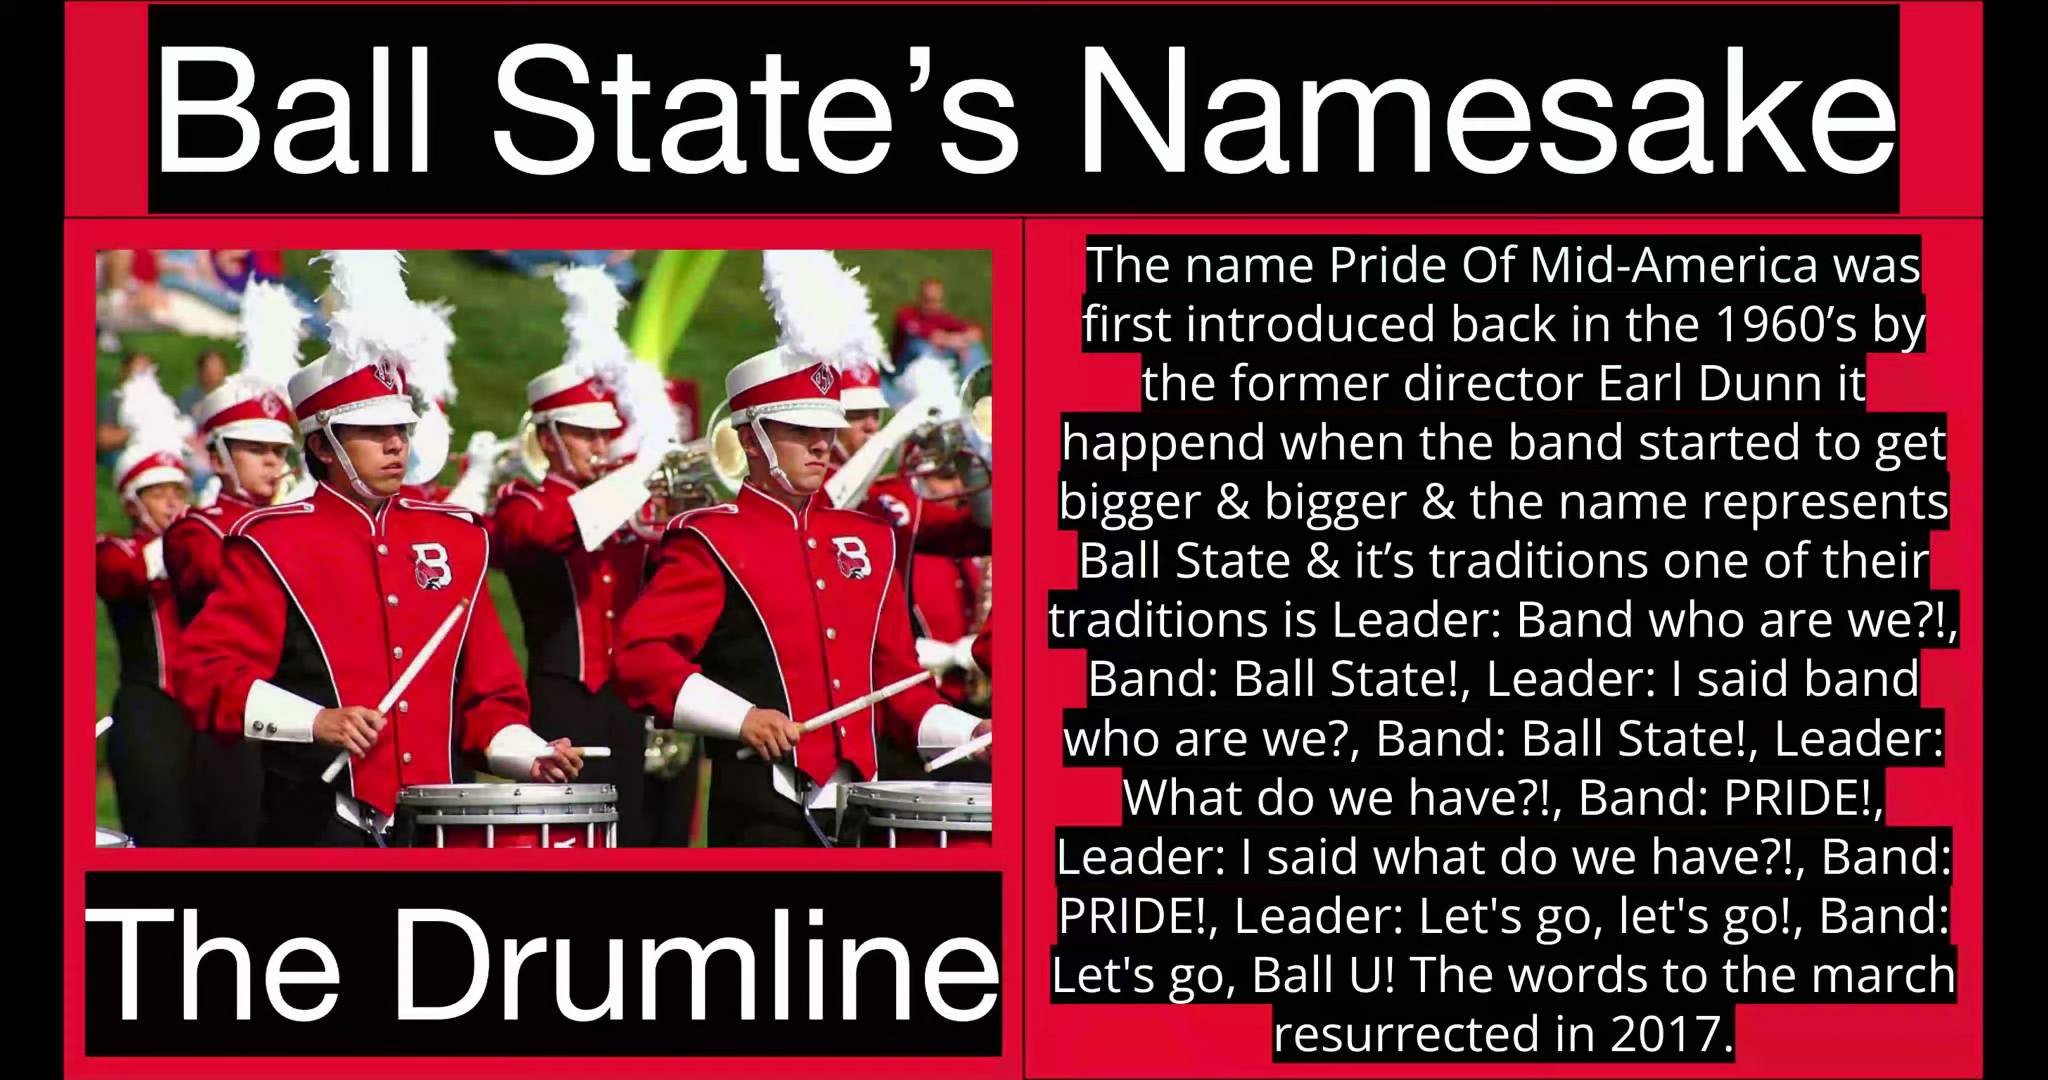 Ball State’s Namesake
The name Pride Of Mid-America was
first introduced back in the 1960’s by
the former director Earl Dunn it
happend when the band started to get
bigger & bigger & the name represents
Ball State & it’s traditions one of their
traditions is Leader: Band who are we?!,
Band: Ball State!, Leader: I said band
who are we?, Band: Ball State!, Leader:
What do we have?!, Band: PRIDE!,
Leader: I said what do we have?!, Band:
PRIDE!, Leader: Let's go, let's go!, Band:
Let's go, Ball U! The words to the march
resurrected in 2017.
B
B
The Drumline